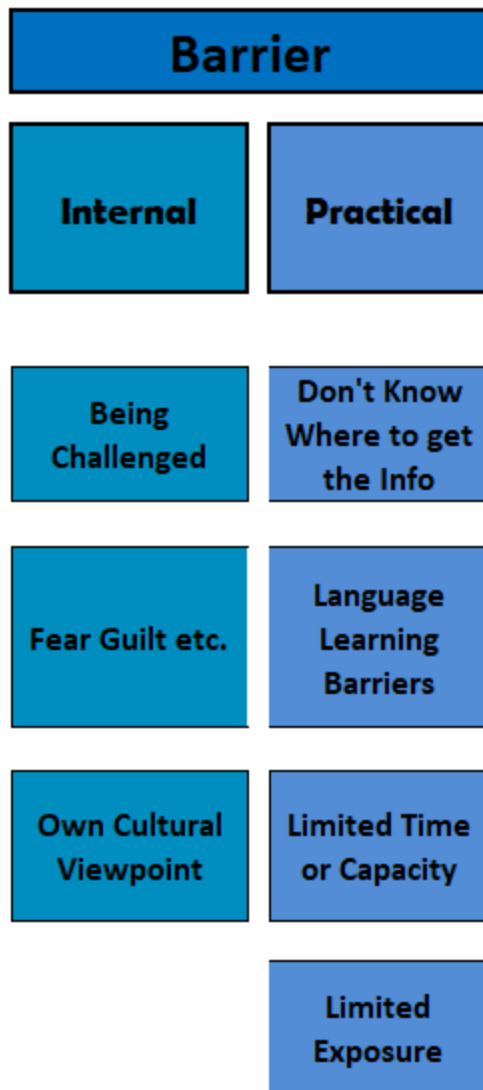 Barrier
Internal
Practical
Being
Challenged
Don't Know
Where to get
the Info
Fear Guilt etc.
Language
Learning
Barriers
Own Cultural
Viewpoint
Limited Time
or Capacity
Limited
Exposure